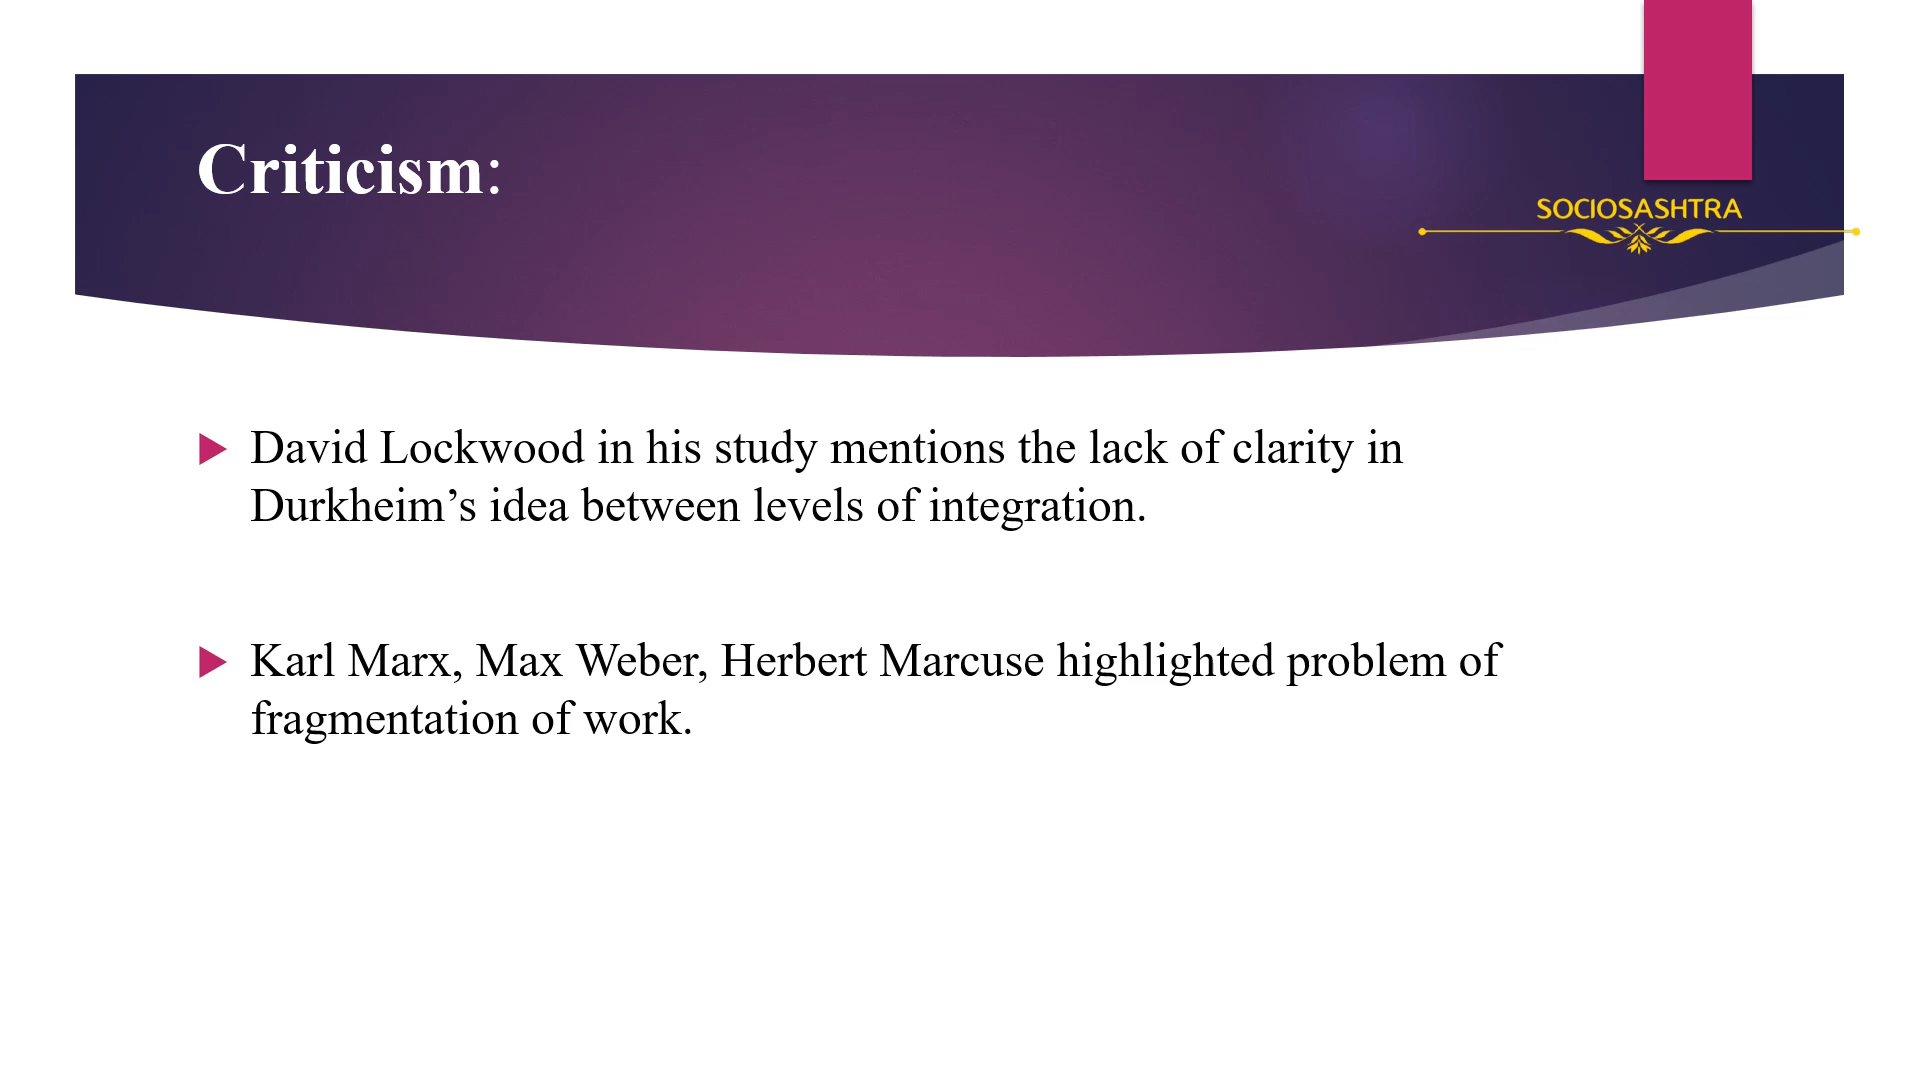 Criticism:
SOCIOSASHTRA
David Lockwood in his study mentions the lack of clarity in
Durkheim’s idea between levels of integration.
Karl Marx, Max Weber, Herbert Marcuse highlighted problem of
fragmentation of work.